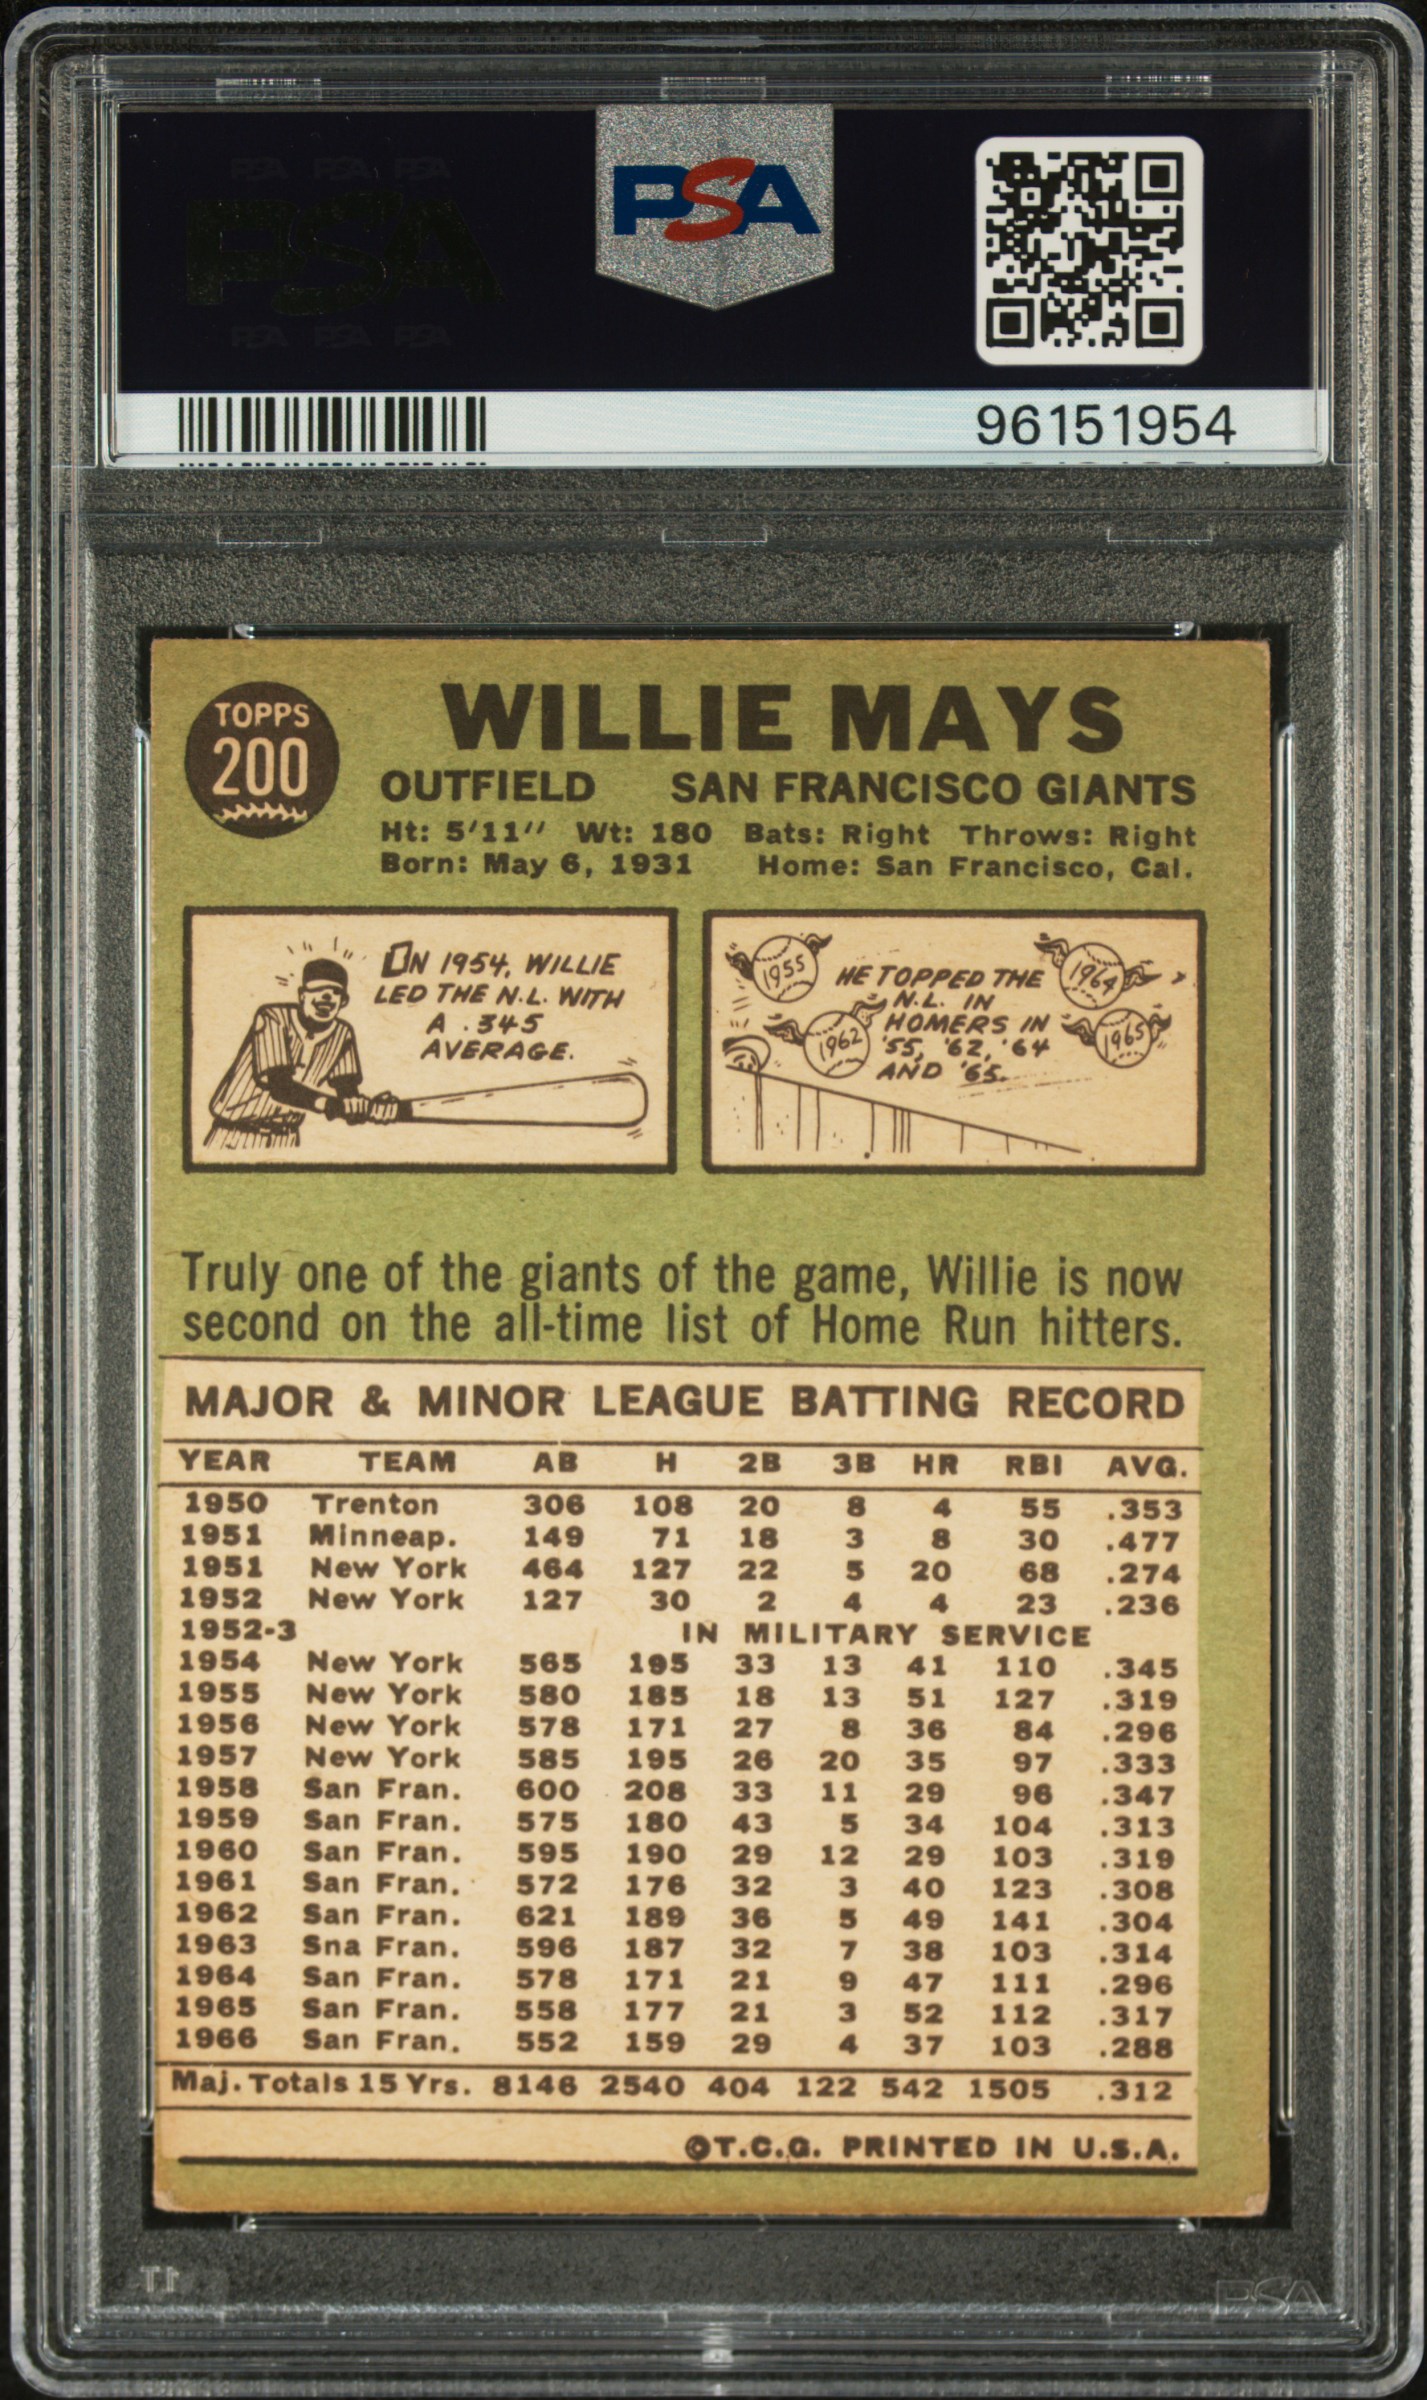 PSA PSA PSA
PSA
PSA PSA PSA
PSA
96151954
TOPPS
200
WILLIE MAYS
OUTFIELD SAN FRANCISCO GIANTS
Ht: 5'11" Wt: 180 Bats: Right Throws: Right
Born: May 6, 1931 Home: San Francisco, Cal.
IN 1954, WILLIE
LED THE N.L. WITH
A .345
AVERAGE.
1955
1964
1962
1965
HE TOPPED THE
N.L. IN
HOMERS IN
'55, '62, '64
AND '65.
Truly one of the giants of the game, Willie is now
second on the all-time list of Home Run hitters.
MAJOR & MINOR LEAGUE BATTING RECORD
YEAR TEAM AB H 2B 3B HR RBI AVG.
1950 Trenton 306 108 20 8 4 55 .353
1951 Minneap. 149 71 18 3 8 30 .477
1951 New York 464 127 22 5 20 68 .274
1952 New York 127 30 2 4 4 23 .236
1952-3 IN MILITARY SERVICE
1954 New York 565 195 33 13 41 110 .345
1955 New York 580 185 18 13 51 127 .319
1956 New York 578 171 27 8 36 84 .296
1957 New York 585 195 26 20 35 97 .333
1958 San Fran. 600 208 33 11 29 96 .347
1959 San Fran. 575 180 43 5 34 104 .313
1960 San Fran. 595 190 29 12 29 103 .319
1961 San Fran. 572 176 32 3 40 123 .308
1962 San Fran. 621 189 36 5 49 141 .304
1963 Sna Fran. 596 187 32 7 38 103 .314
1964 San Fran. 578 171 21 9 47 111 .296
1965 San Fran. 558 177 21 3 52 112 .317
1966 San Fran. 552 159 29 4 37 103 .288
Maj. Totals 15 Yrs. 8146 2540 404 122 542 1505 .312
©T.C.G. PRINTED IN U.S.A.
PSA